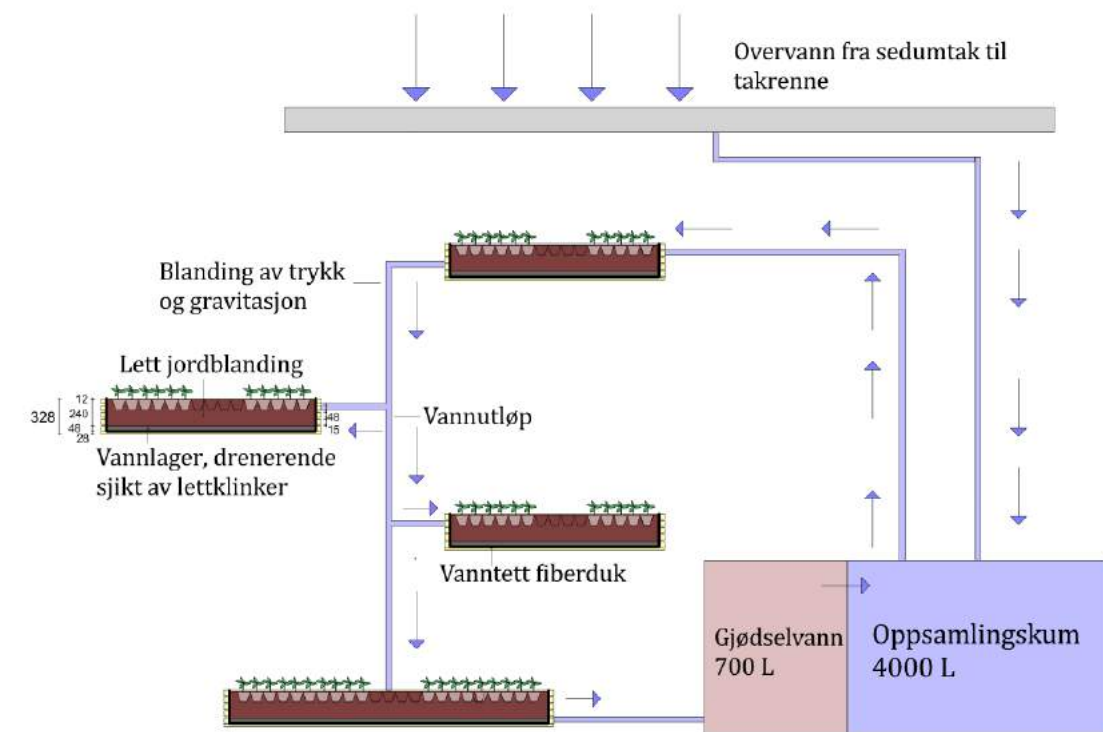 Overvann fra sedumtak til
takrenne
Blanding av trykk
og gravitasjon
Lett jordblanding
328
12
240
48
28
48
15
Vannutløp
Vannlager, drenerende
sjikt av lettklinker
Vanntett fiberduk
Gjødselvann
700 L
Oppsamlingskum
4000 L